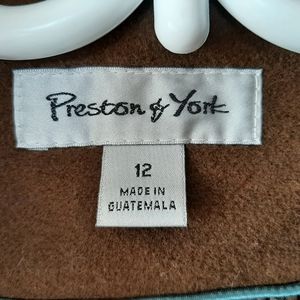 Preston & York
12
MADE IN
GUATEMALA